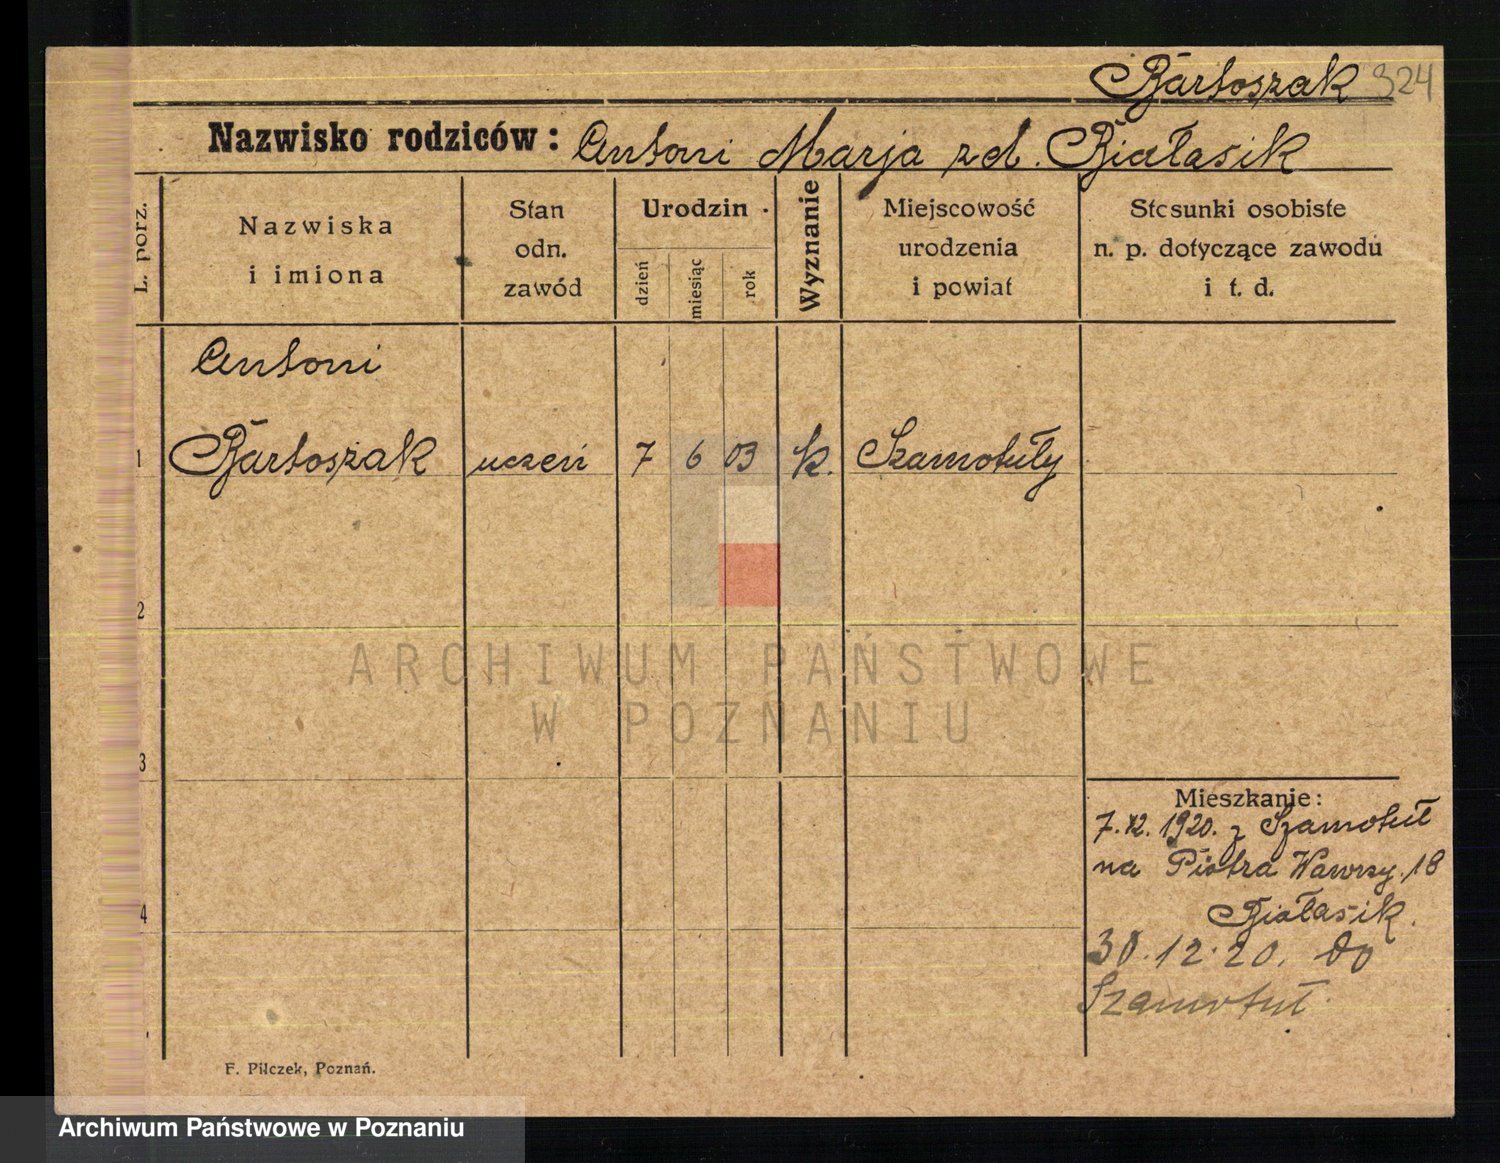 Bartoszak 324
Nazwisko rodziców: Antoni Marja zd. Białasik
L. porz.
Nazwiska
i imiona
Stan
odn.
zawód
Urodzin
dzień
miesiąc
rok
Wyznanie
Miejscowość
urodzenia
i powiat
Stosunki osobiste
n. p. dotyczące zawodu
i t. d.
Antoni
1 Bartoszak uczeń 7 6 03 k. Szamotuły
2
ARCHIWUM PAŃSTWOWE
W POZNANIU
3
Mieszkanie:
7. 12. 1920. z Szamotuł
na Piotra Wawrzy. 18
Białasik.
4
30.12.20. do
Szamotuł
F. Pilczek, Poznań.
Archiwum Państwowe w Poznaniu